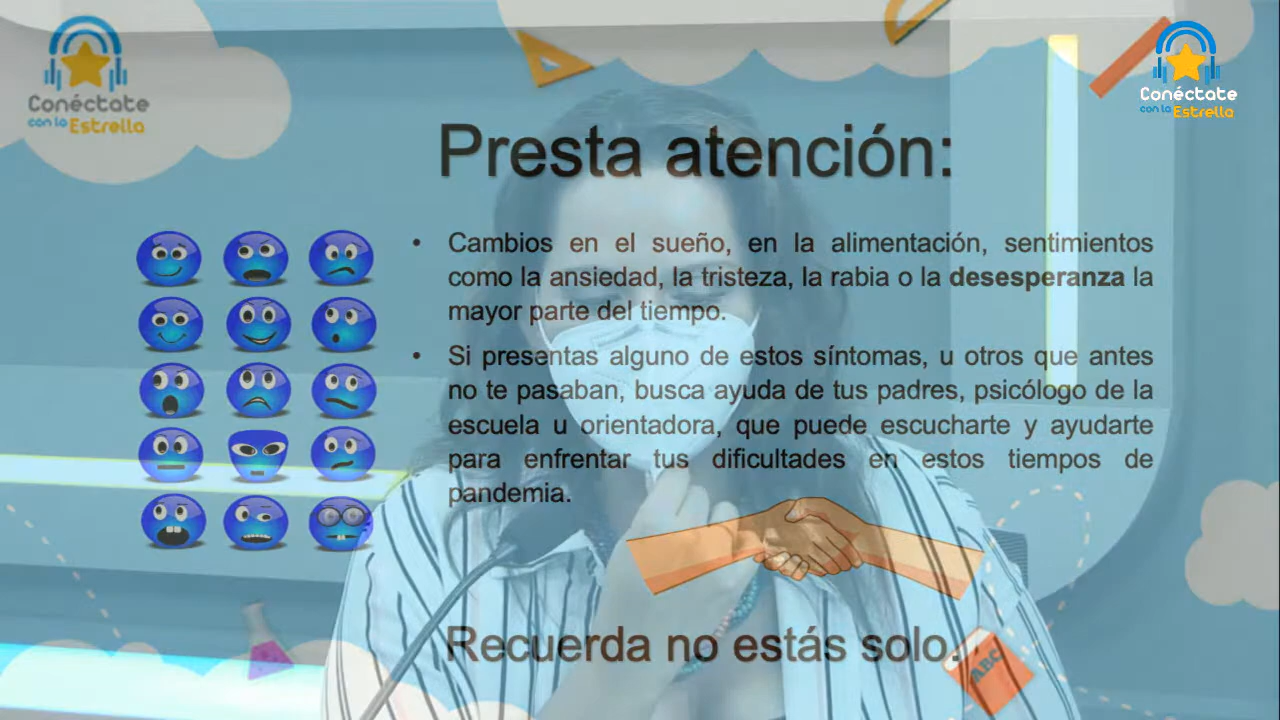 Conéctate
con la Estrella
Conéctate
con la Estrella
Presta atención:
• Cambios en el sueño, en la alimentación, sentimientos
como la ansiedad, la tristeza, la rabia o la desesperanza la
mayor parte del tiempo.
• Si presentas alguno de estos síntomas, u otros que antes
no te pasaban, busca ayuda de tus padres, psicólogo de la
escuela u orientadora, que puede escucharte y ayudarte
para enfrentar tus dificultades en estos tiempos de
pandemia.
Recuerda no estás solo.
ABC